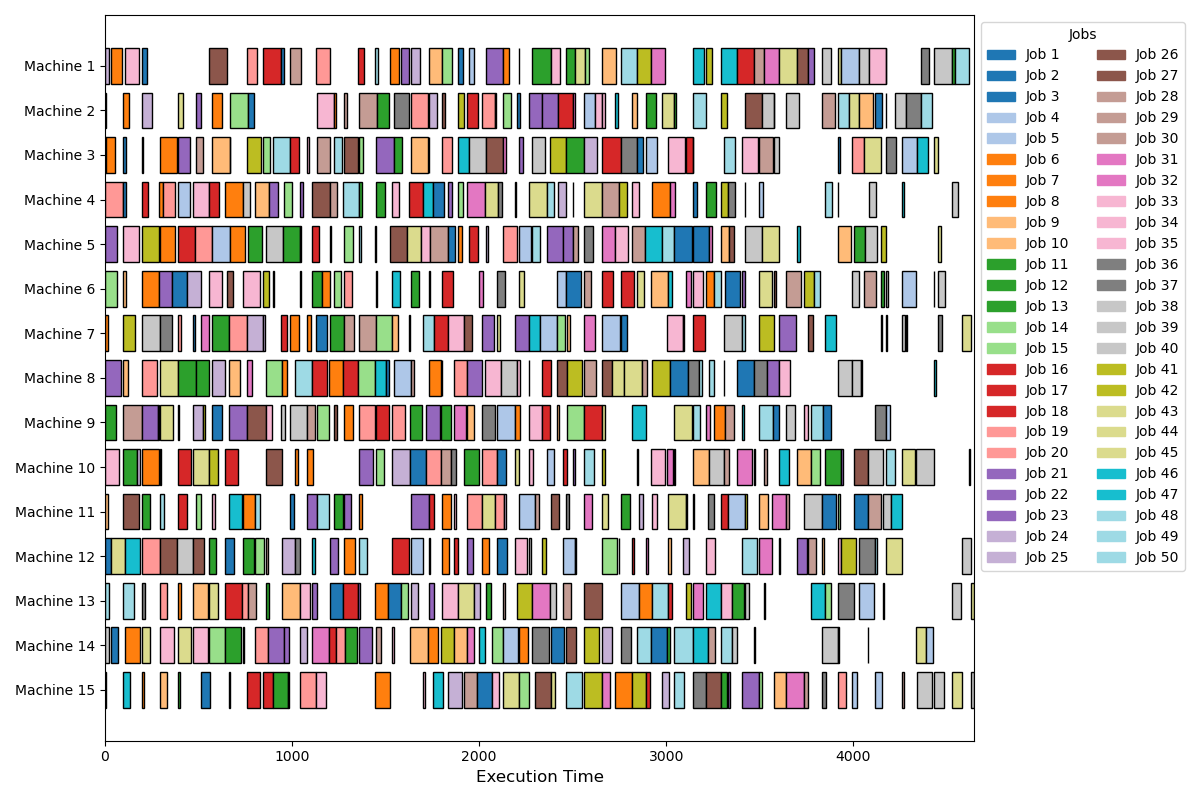 Jobs
Job 1
Job 2
Job 3
Job 4
Job 5
Job 6
Job 7
Job 8
Job 9
Job 10
Job 11
Job 12
Job 13
Job 14
Job 15
Job 16
Job 17
Job 18
Job 19
Job 20
Job 21
Job 22
Job 23
Job 24
Job 25
Job 26
Job 27
Job 28
Job 29
Job 30
Job 31
Job 32
Job 33
Job 34
Job 35
Job 36
Job 37
Job 38
Job 39
Job 40
Job 41
Job 42
Job 43
Job 44
Job 45
Job 46
Job 47
Job 48
Job 49
Job 50
Machine 1
Machine 2
Machine 3
Machine 4
Machine 5
Machine 6
Machine 7
Machine 8
Machine 9
Machine 10
Machine 11
Machine 12
Machine 13
Machine 14
Machine 15
0 1000 2000 3000 4000
Execution Time